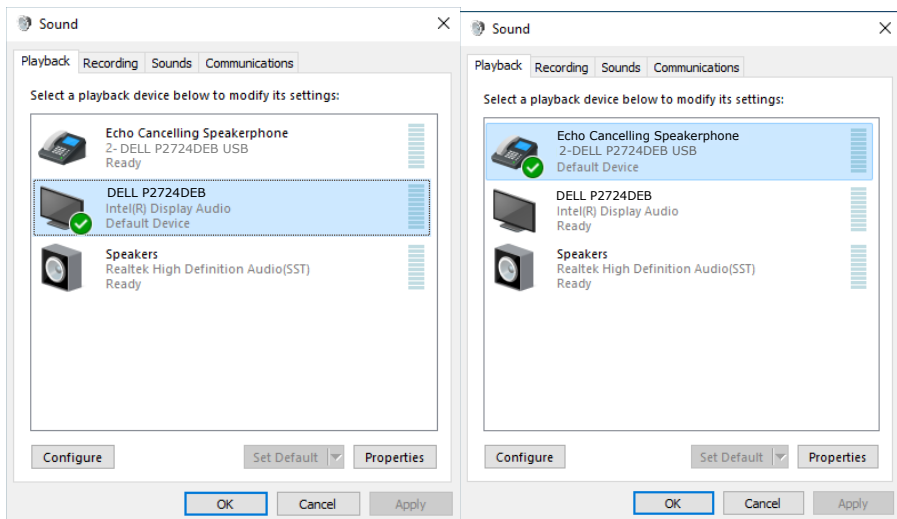 Sound
Playback Recording Sounds Communications
Select a playback device below to modify its settings:
Echo Cancelling Speakerphone
2- DELL P2724DEB USB
Ready
DELL P2724DEB
Intel(R) Display Audio
Default Device
Speakers
Realtek High Definition Audio(SST)
Ready
Configure Set Default Properties
OK Cancel Apply
Sound
Playback Recording Sounds Communications
Select a playback device below to modify its settings:
Echo Cancelling Speakerphone
2-DELL P2724DEB USB
Default Device
DELL P2724DEB
Intel(R) Display Audio
Ready
Speakers
Realtek High Definition Audio(SST)
Ready
Configure Set Default Properties
OK Cancel Apply